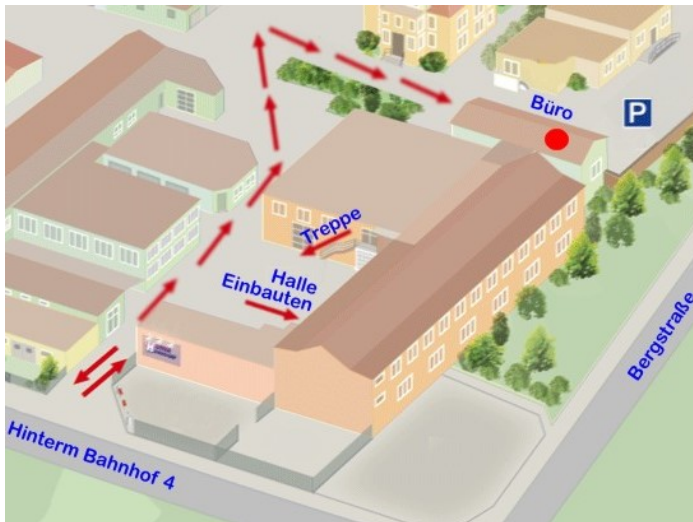 Büro
P
Treppe
Halle
Einbauten
Bergstraße
Hinterm Bahnhof 4